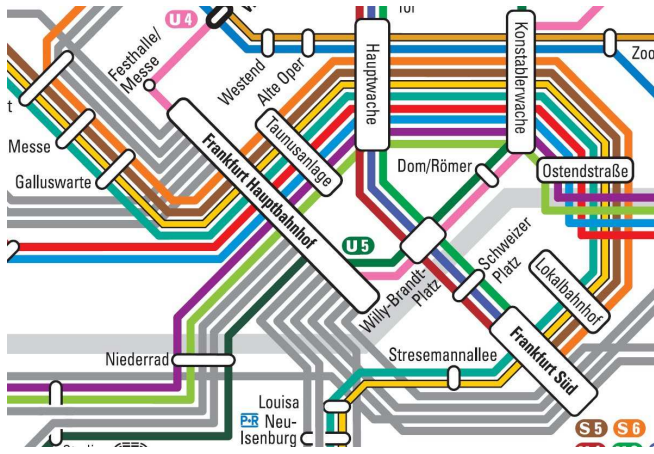 U4
Tor
Festhalle/
Messe
Westend
Alte Oper
Hauptwache
Konstablerwache
Zoo
t
Messe
Galluswarte
Frankfurt Hauptbahnhof
Taunusanlage
Dom/Römer
Ostendstraße
U5
Willy-Brandt-
Platz
Schweizer
Platz
Lokalbahnhof
Niederrad
Stresemannallee
Frankfurt Süd
Louisa
P+R Neu-
Isenburg
S5 S6